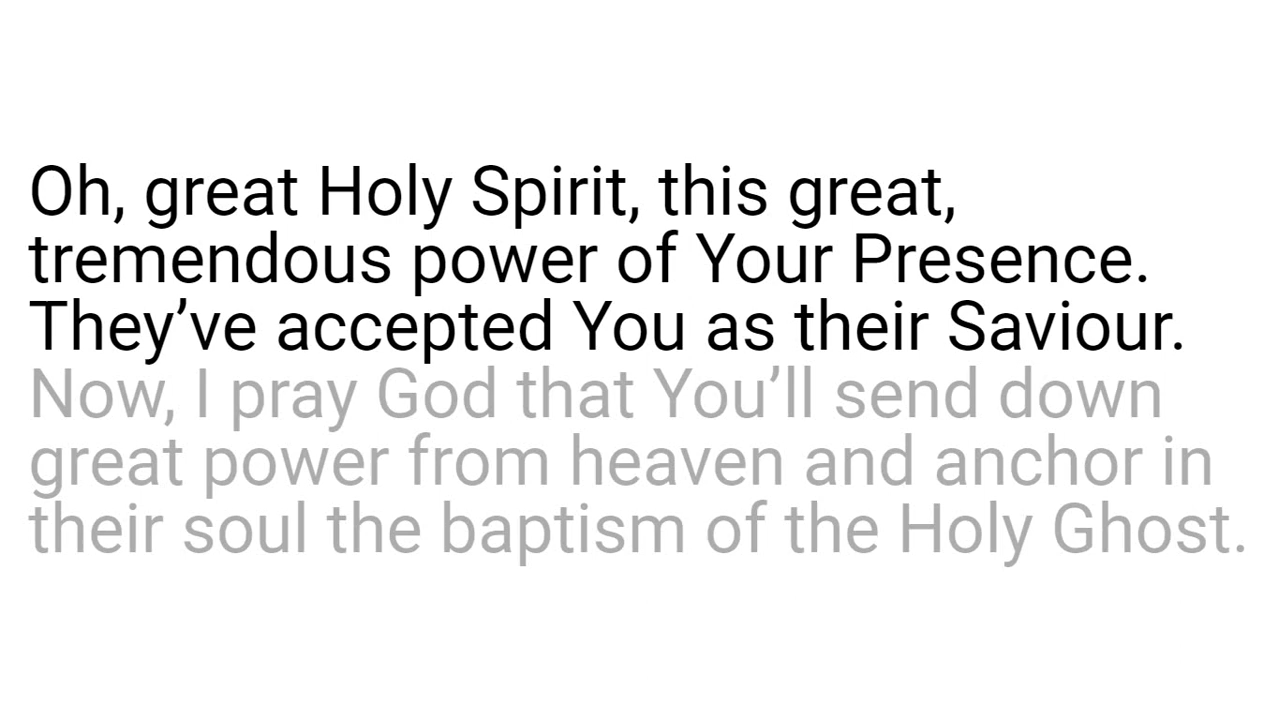 Oh, great Holy Spirit, this great,
tremendous power of Your Presence.
They’ve accepted You as their Saviour.
Now, I pray God that You’ll send down
great power from heaven and anchor in
their soul the baptism of the Holy Ghost.